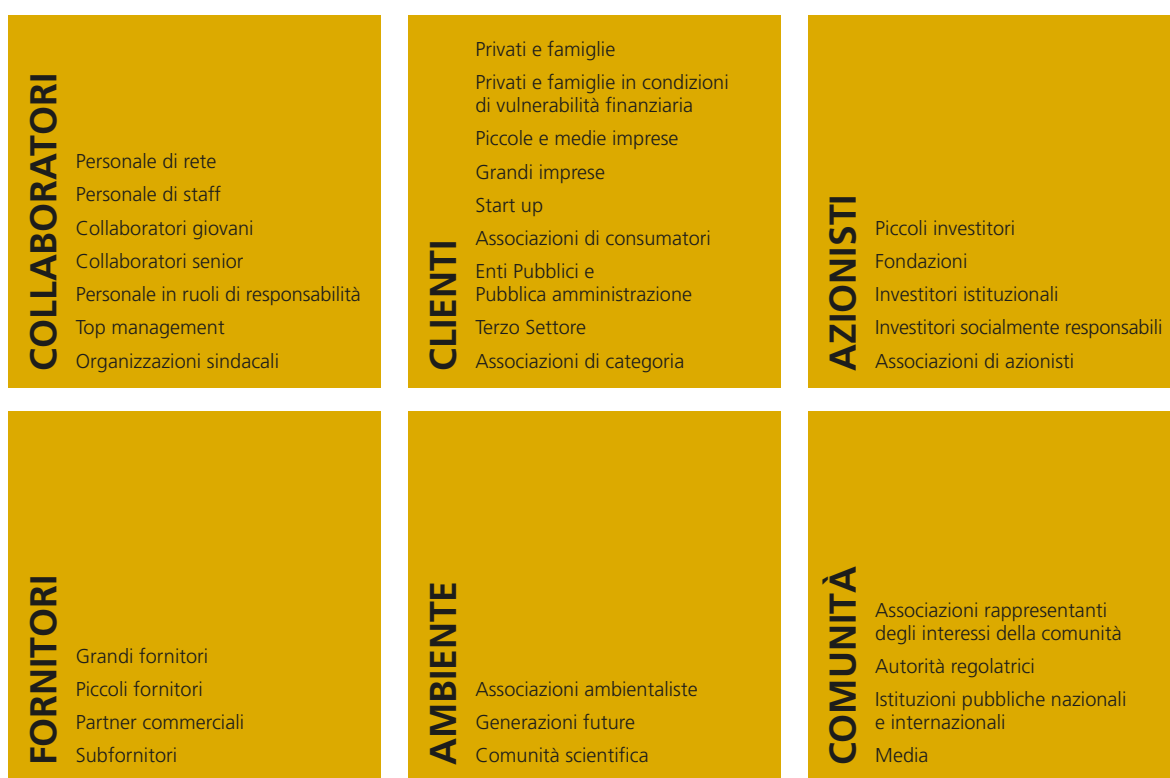 COLLABORATORI
Personale di rete
Personale di staff
Collaboratori giovani
Collaboratori senior
Personale in ruoli di responsabilità
Top management
Organizzazioni sindacali
CLIENTI
Privati e famiglie
Privati e famiglie in condizioni
di vulnerabilità finanziaria
Piccole e medie imprese
Grandi imprese
Start up
Associazioni di consumatori
Enti Pubblici e
Pubblica amministrazione
Terzo Settore
Associazioni di categoria
AZIONISTI
Piccoli investitori
Fondazioni
Investitori istituzionali
Investitori socialmente responsabili
Associazioni di azionisti
FORNITORI
Grandi fornitori
Piccoli fornitori
Partner commerciali
Subfornitori
AMBIENTE
Associazioni ambientaliste
Generazioni future
Comunità scientifica
COMUNITÀ
Associazioni rappresentanti
degli interessi della comunità
Autorità regolatrici
Istituzioni pubbliche nazionali
e internazionali
Media